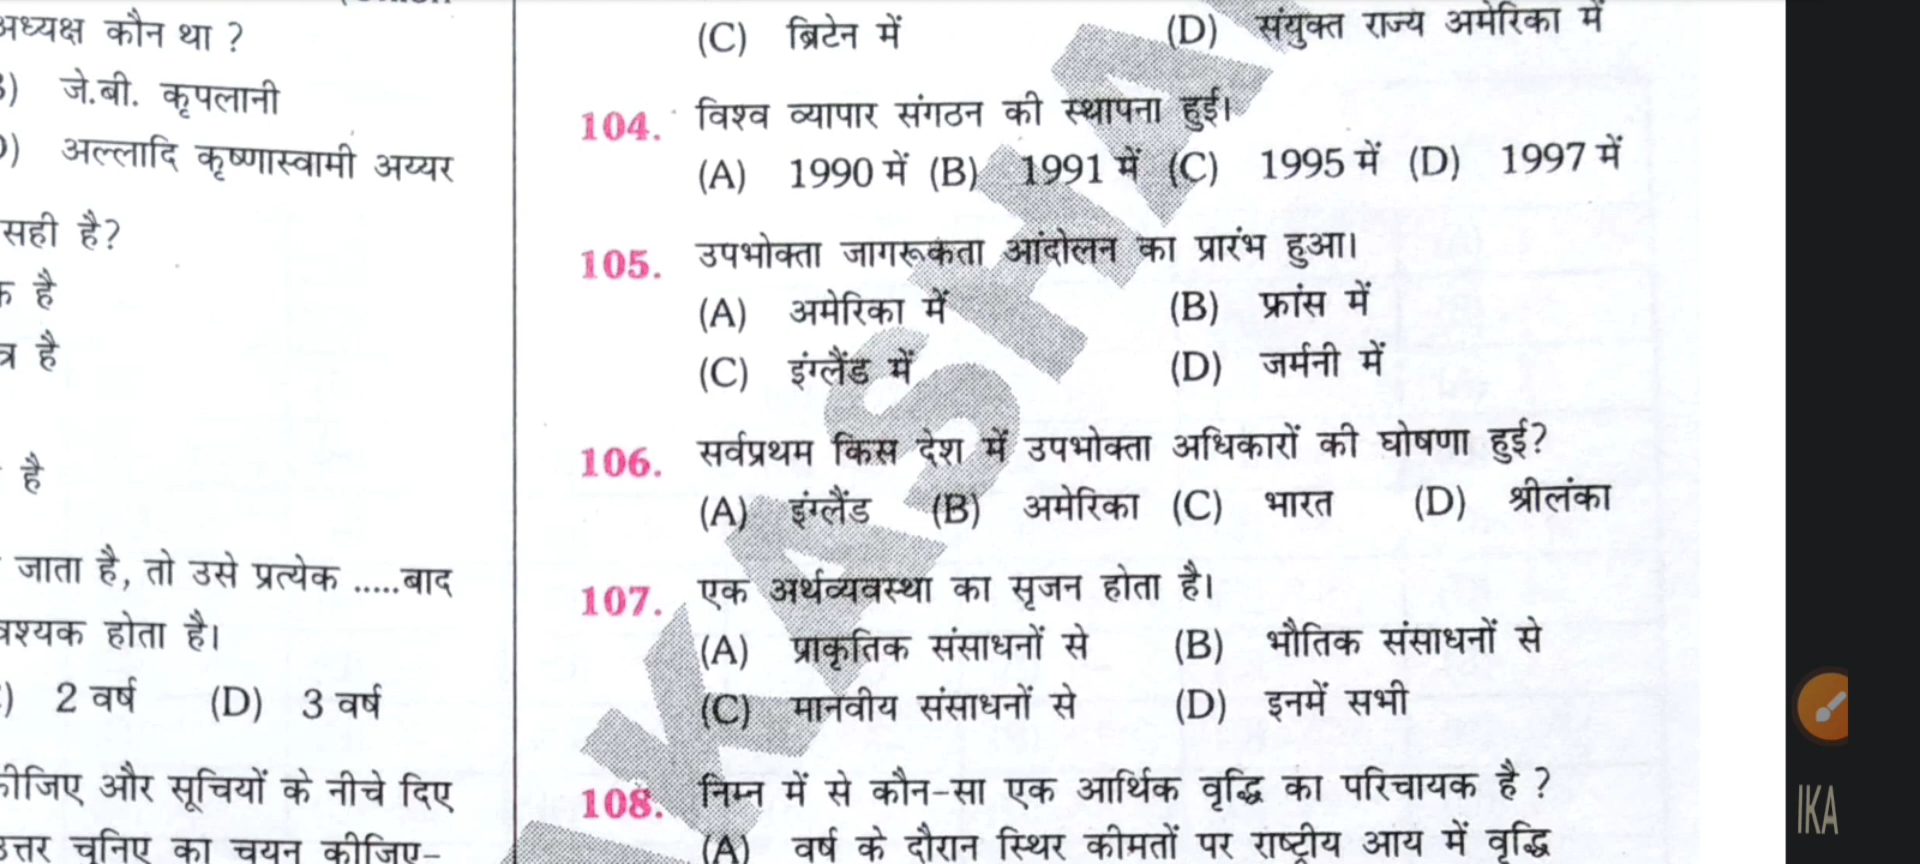 अध्यक्ष कौन था ?
जे.बी. कृपलानी
अल्लादि कृष्णास्वामी अय्यर
सही है?
है
है
है
जाता है, तो उसे प्रत्येक .....बाद
होता है।
2 वर्ष (D) 3 वर्ष
और सूचियों के नीचे दिए
चुनिए का चयन कीजिए-
(C) ब्रिटेन में (D) संयुक्त राज्य अमेरिका में
104. विश्व व्यापार संगठन की स्थापना हुई।
(A) 1990 में (B) 1991 में (C) 1995 में (D) 1997 में
105. उपभोक्ता जागरूकता आंदोलन का प्रारंभ हुआ।
(A) अमेरिका में (B) फ्रांस में
(C) इंग्लैंड में (D) जर्मनी में
106. सर्वप्रथम किस देश में उपभोक्ता अधिकारों की घोषणा हुई?
(A) इंग्लैंड (B) अमेरिका (C) भारत (D) श्रीलंका
107. एक अर्थव्यवस्था का सृजन होता है।
(A) प्राकृतिक संसाधनों से (B) भौतिक संसाधनों से
(C) मानवीय संसाधनों से (D) इनमें सभी
108. निम्न में से कौन-सा एक आर्थिक वृद्धि का परिचायक है ?
(A) वर्ष के दौरान स्थिर कीमतों पर राष्ट्रीय आय में वृद्धि
IKA